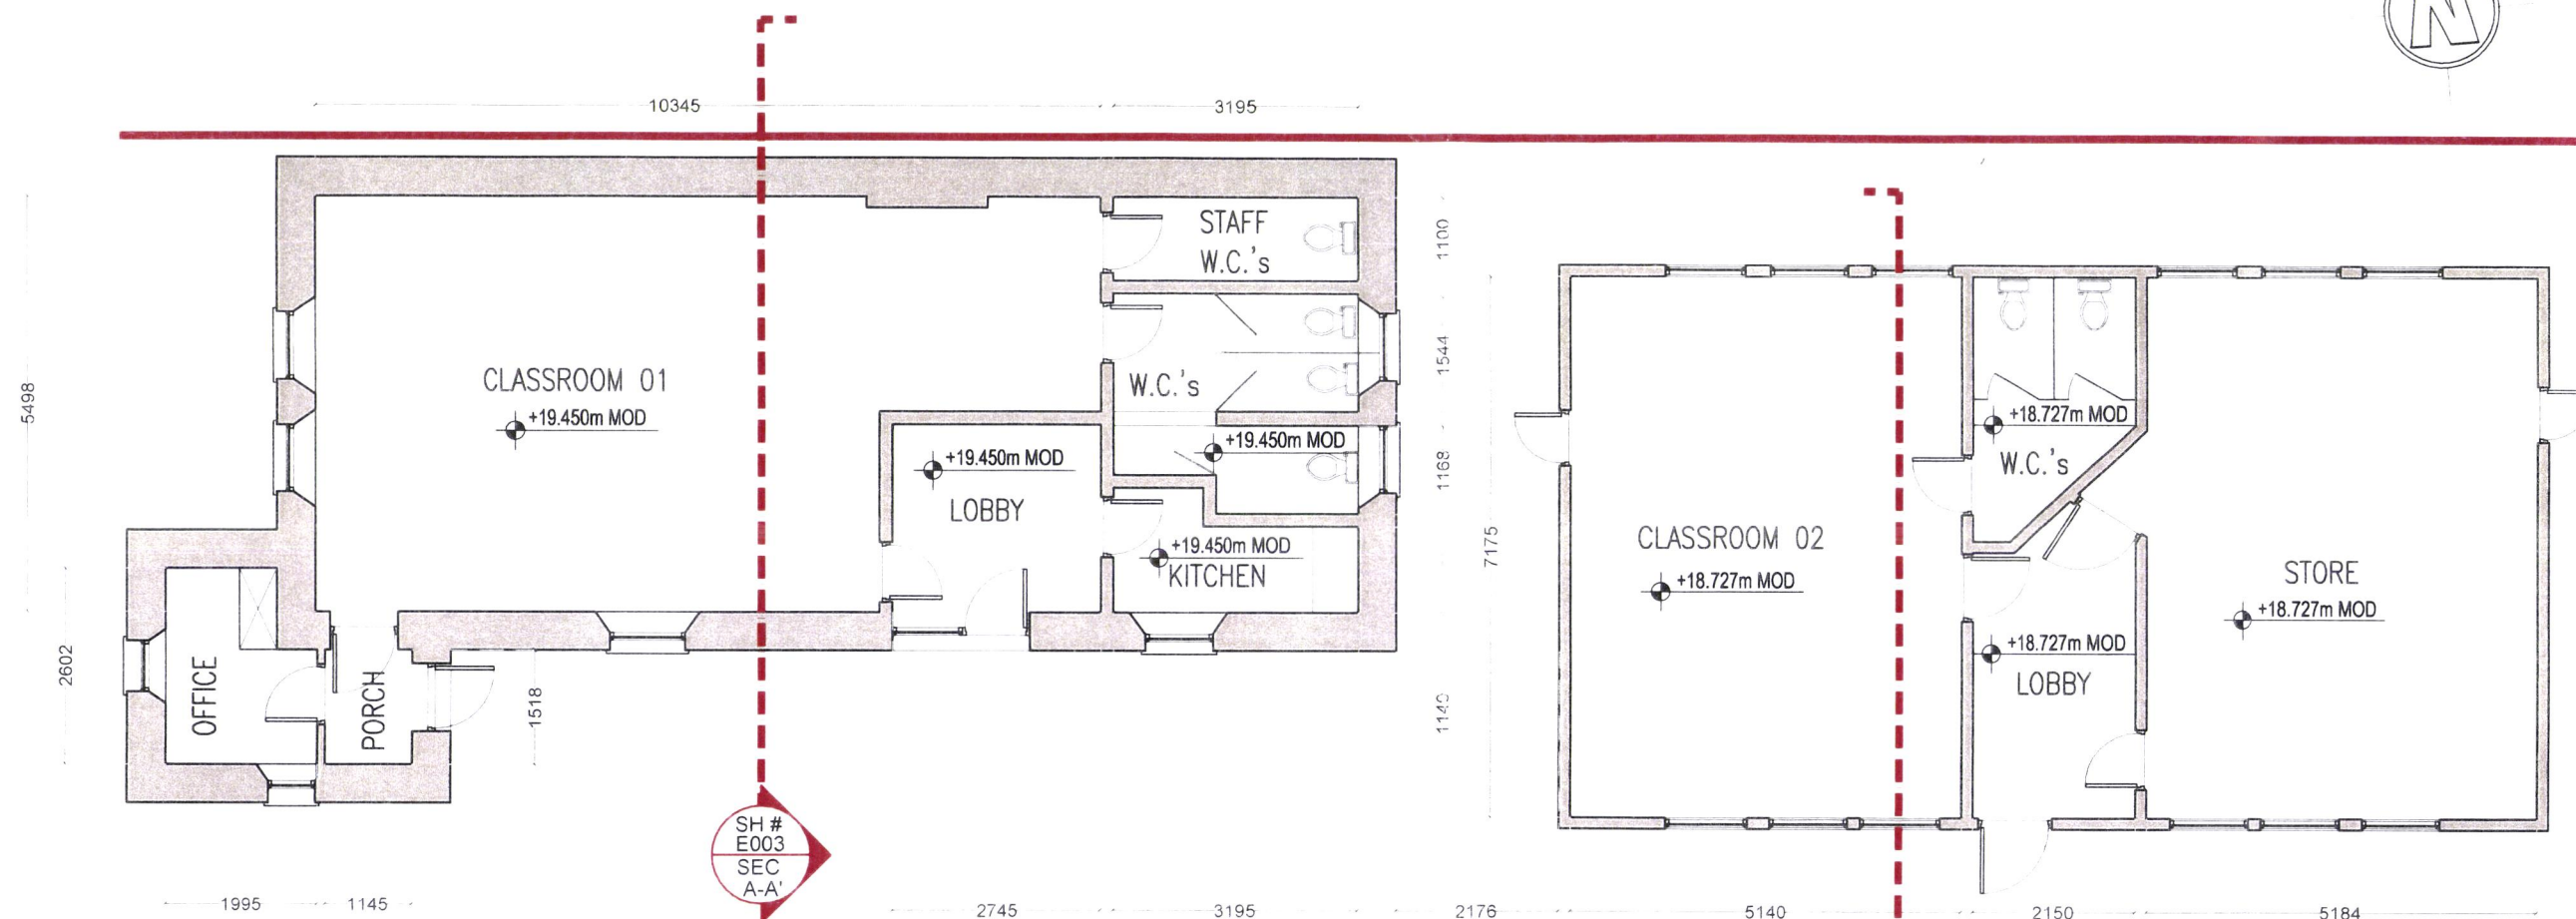 N
10345
3195
STAFF
W.C.'s
1100
CLASSROOM 01
+19.450m MOD
5498
W.C.'s
1544
+19.450m MOD
+19.450m MOD
LOBBY
1168
+19.450m MOD
KITCHEN
2602
OFFICE
PORCH
1518
1140
7175
CLASSROOM 02
+18.727m MOD
+18.727m MOD
W.C.'s
STORE
+18.727m MOD
+18.727m MOD
LOBBY
SH #
E003
SEC
A-A'
1995
1145
2745
3195
2176
5140
2150
5184